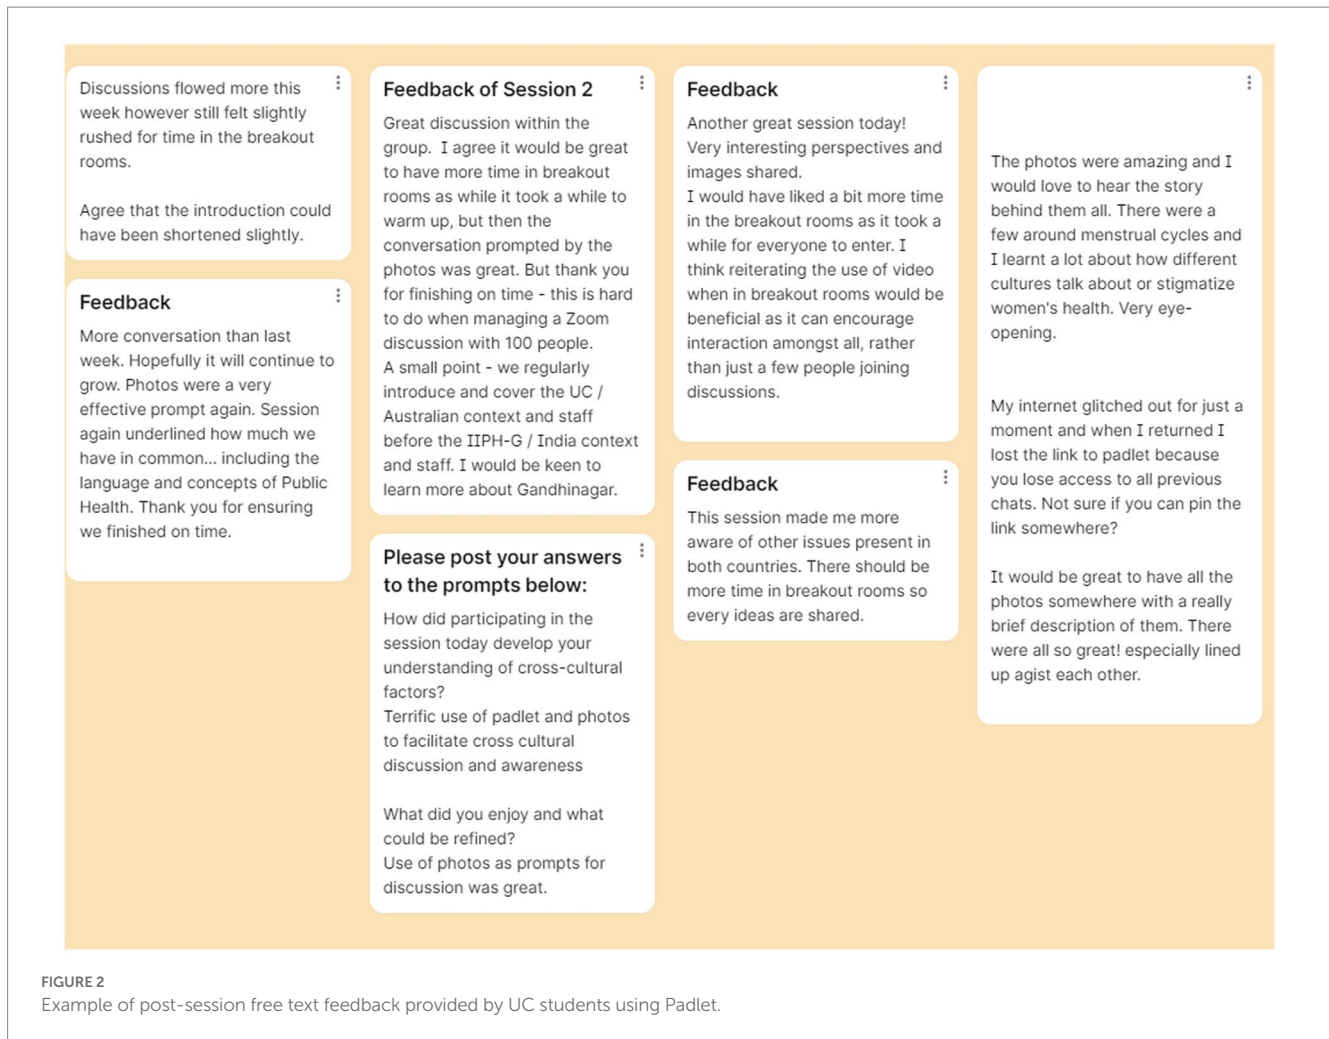 Discussions flowed more this
week however still felt slightly
rushed for time in the breakout
rooms.
Agree that the introduction could
have been shortened slightly.
Feedback
More conversation than last
week. Hopefully it will continue to
grow. Photos were a very
effective prompt again. Session
again underlined how much we
have in common... including the
language and concepts of Public
Health. Thank you for ensuring
we finished on time.
Feedback of Session 2
Great discussion within the
group.  I agree it would be great
to have more time in breakout
rooms as while it took a while to
warm up, but then the
conversation prompted by the
photos was great. But thank you
for finishing on time - this is hard
to do when managing a Zoom
discussion with 100 people.
A small point - we regularly
introduce and cover the UC /
Australian context and staff
before the IIPH-G / India context
and staff. I would be keen to
learn more about Gandhinagar.
Please post your answers
to the prompts below:
How did participating in the
session today develop your
understanding of cross-cultural
factors?
Terrific use of padlet and photos
to facilitate cross cultural
discussion and awareness
What did you enjoy and what
could be refined?
Use of photos as prompts for
discussion was great.
Feedback
Another great session today!
Very interesting perspectives and
images shared.
I would have liked a bit more time
in the breakout rooms as it took a
while for everyone to enter. I
think reiterating the use of video
when in breakout rooms would be
beneficial as it can encourage
interaction amongst all, rather
than just a few people joining
discussions.
Feedback
This session made me more
aware of other issues present in
both countries. There should be
more time in breakout rooms so
every ideas are shared.
The photos were amazing and I
would love to hear the story
behind them all. There were a
few around menstrual cycles and
I learnt a lot about how different
cultures talk about or stigmatize
women's health. Very eye-
opening.
My internet glitched out for just a
moment and when I returned I
lost the link to padlet because
you lose access to all previous
chats. Not sure if you can pin the
link somewhere?
It would be great to have all the
photos somewhere with a really
brief description of them. There
were all so great! especially lined
up agist each other.
FIGURE 2
Example of post-session free text feedback provided by UC students using Padlet.